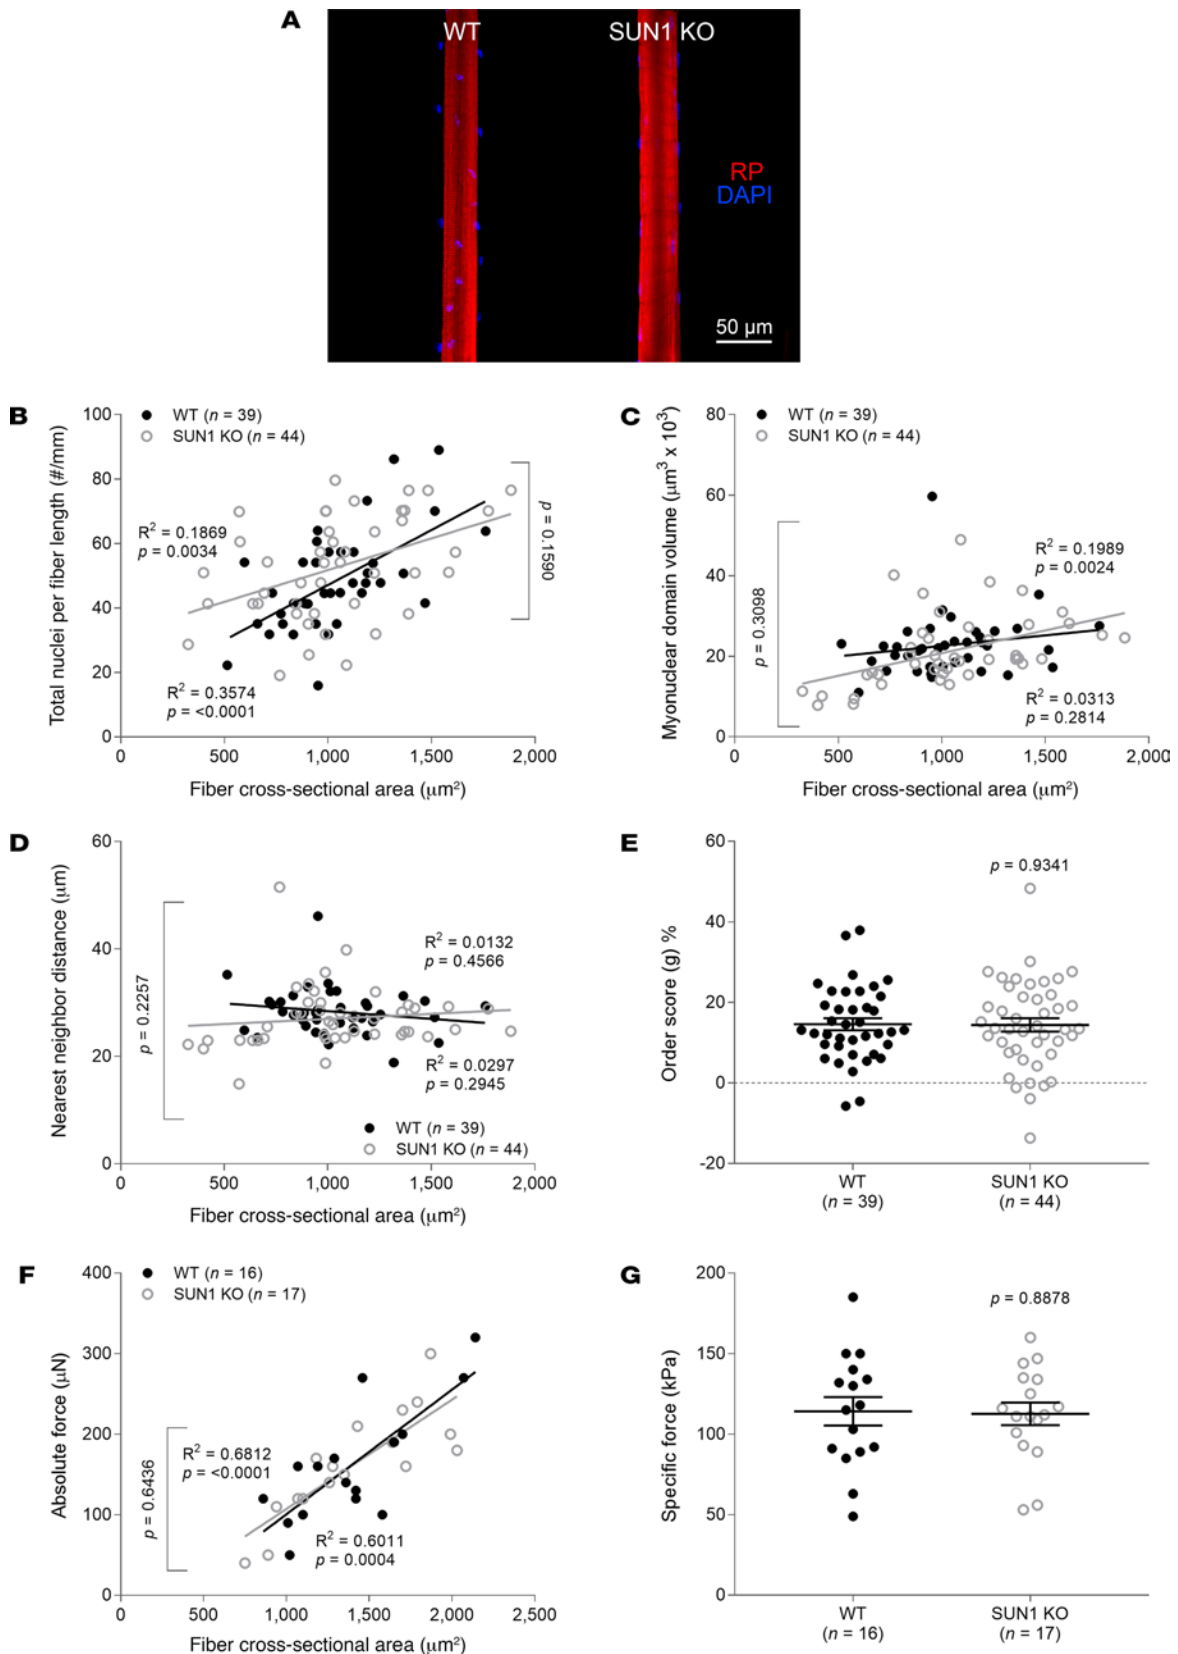 A
WT
SUN1 KO
RP
DAPI
50 µm
B
WT (n = 39)
SUN1 KO (n = 44)
Total nuclei per fiber length (#/mm)
100
80
60
40
20
0
R² = 0.1869
p = 0.0034
R² = 0.3574
p = <0.0001
p = 0.1590
0
500
1,000
1,500
2,000
Fiber cross-sectional area (µm²)
C
WT (n = 39)
SUN1 KO (n = 44)
Myonuclear domain volume (µm³ x 10³)
80
60
40
20
0
p = 0.3098
R² = 0.1989
p = 0.0024
R² = 0.0313
p = 0.2814
0
500
1,000
1,500
2,000
Fiber cross-sectional area (µm²)
D
Nearest neighbor distance (µm)
60
40
20
0
p = 0.2257
R² = 0.0132
p = 0.4566
R² = 0.0297
p = 0.2945
WT (n = 39)
SUN1 KO (n = 44)
0
500
1,000
1,500
2,000
Fiber cross-sectional area (µm²)
E
Order score (g) %
60
40
20
0
-20
p = 0.9341
WT
(n = 39)
SUN1 KO
(n = 44)
F
WT (n = 16)
SUN1 KO (n = 17)
Absolute force (µN)
400
300
200
100
0
p = 0.6436
R² = 0.6812
p = <0.0001
R² = 0.6011
p = 0.0004
0
500
1,000
1,500
2,000
2,500
Fiber cross-sectional area (µm²)
G
Specific force (kPa)
200
150
100
50
0
p = 0.8878
WT
(n = 16)
SUN1 KO
(n = 17)